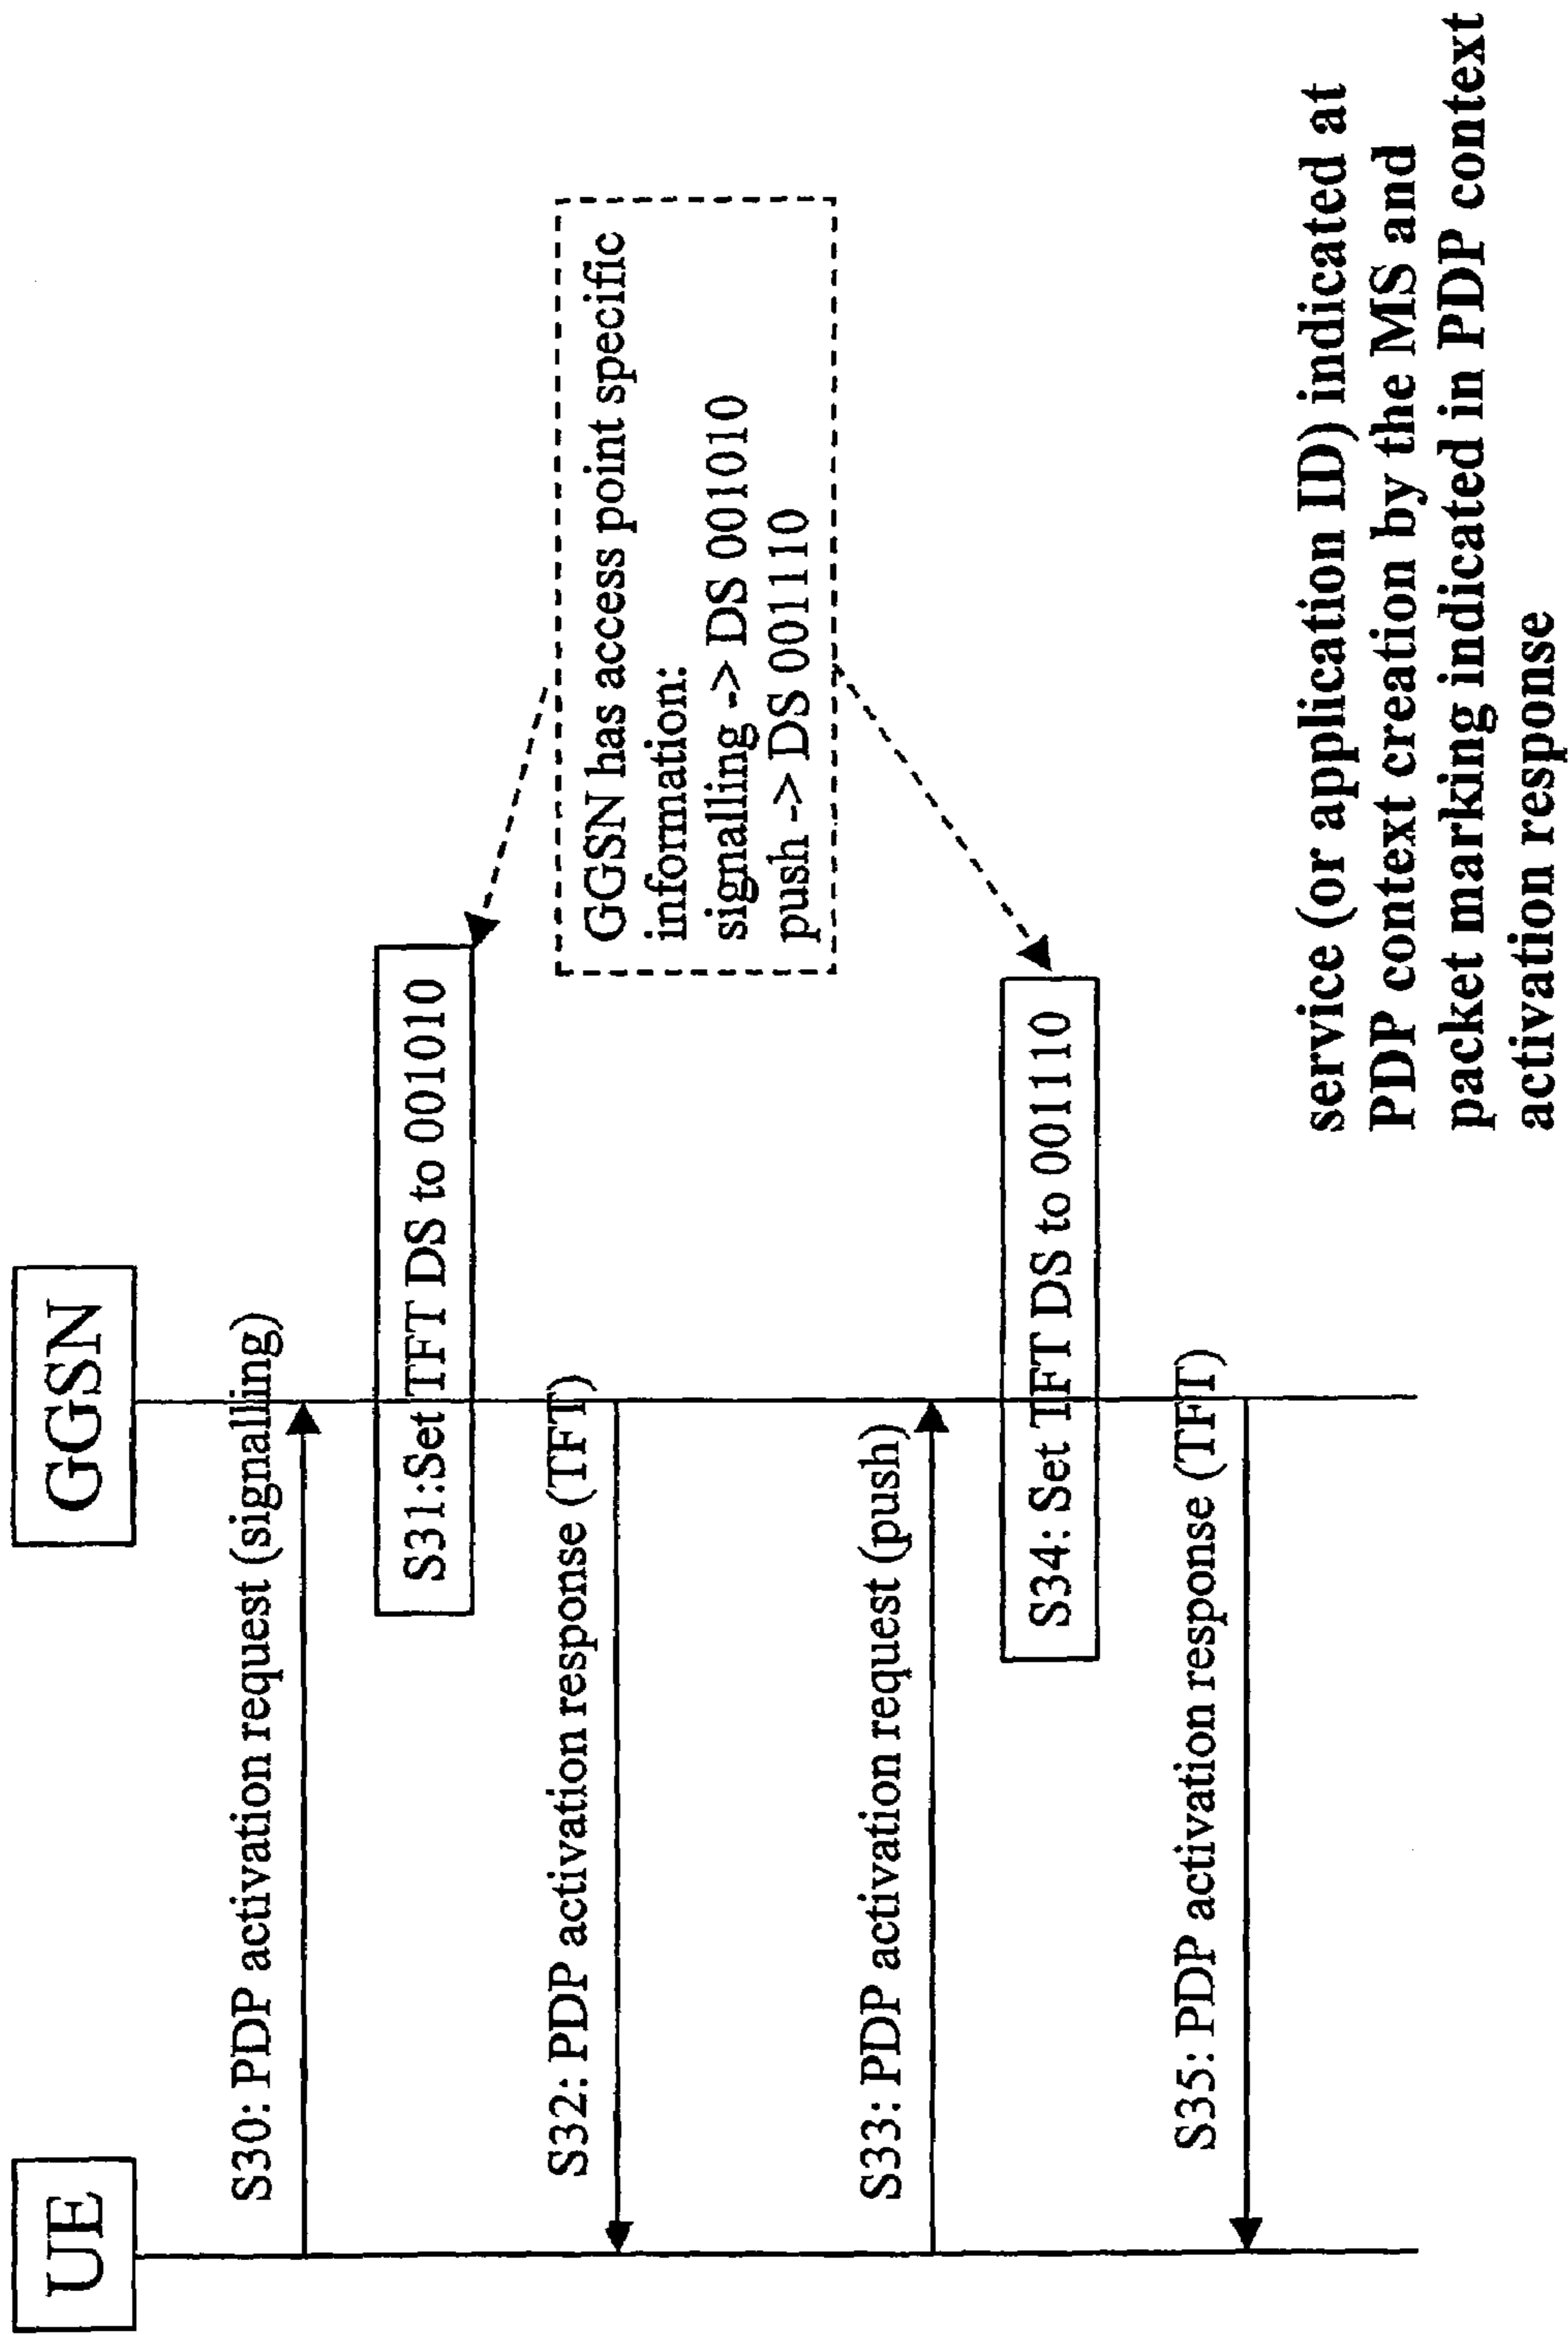 UE
GGSN
S30: PDP activation request (signalling)
S31:Set TFT DS to 001010
S32: PDP activation response (TFT)
GGSN has access point specific
information:
signalling -> DS 001010
push -> DS 001110
S33: PDP activation request (push)
S34: Set TFT DS to 001110
S35: PDP activation response (TFT)
service (or application ID) indicated at
PDP context creation by the MS and
packet marking indicated in PDP context
activation response